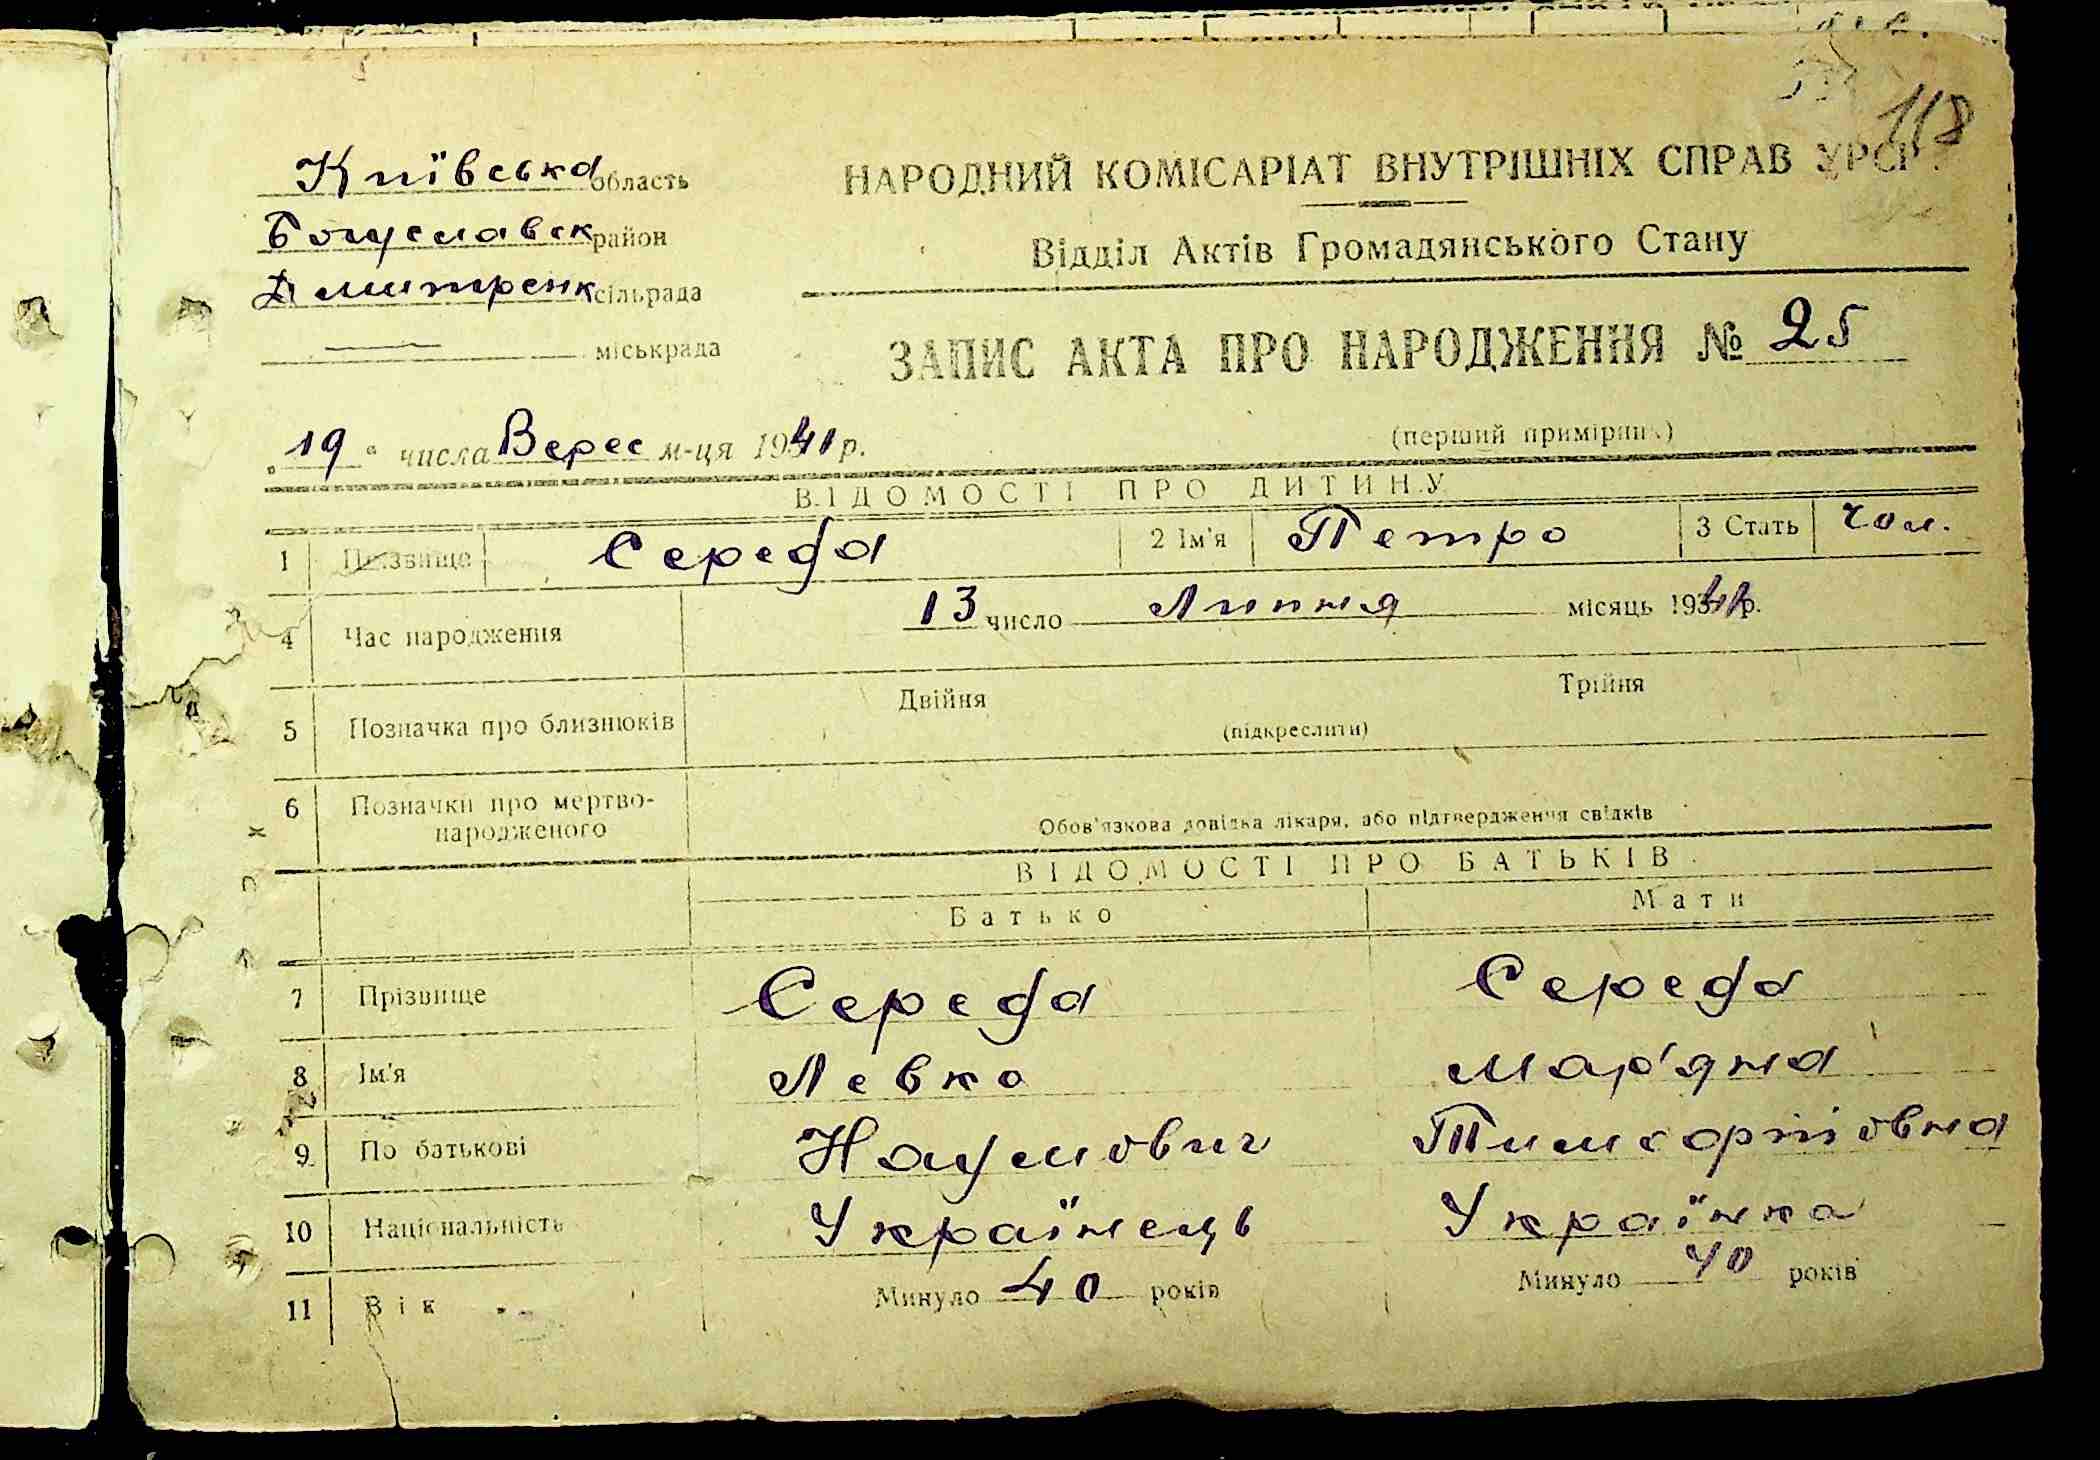 118
Київська область
НАРОДНИЙ КОМІСАРІАТ ВНУТРІШНІХ СПРАВ УРСР
Богуславск район
Відділ Актів Громадянського Стану
Дмитренк сільрада
міськрада
ЗАПИС АКТА ПРО НАРОДЖЕННЯ № 25
„19“ числа Верес м-ця 1941 р.
(перший примірник)
ВІДОМОСТІ ПРО ДИТИНУ
1 Прізвище Середа 2 Ім'я Петро 3 Стать чол.
4 Час народження 13 число Липня місяць 1941 р.
5 Позначка про близнюків Двійня Трійня
(підкреслити)
6 Позначки про мертво-
народженого
Обов'язкова довідка лікаря, або підтвердження свідків
ВІДОМОСТІ ПРО БАТЬКІВ
Батько Мати
7 Прізвище Середа Середа
8 Ім'я Левко Мар'яна
9 По батькові Наумович
10 Національність Українець Українка
11 Вік Минуло 40 років Минуло 40 років